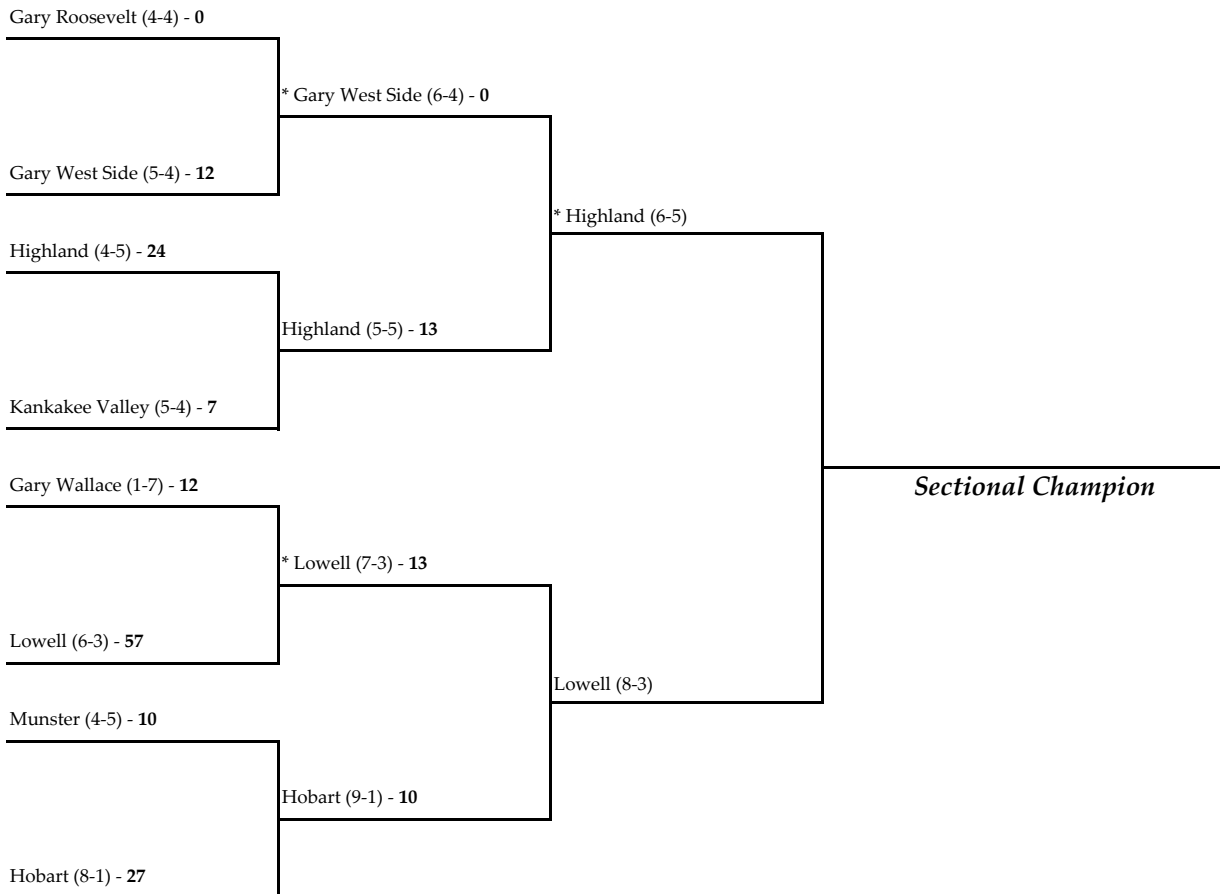 Gary Roosevelt (4-4) - 0
* Gary West Side (6-4) - 0
Gary West Side (5-4) - 12
* Highland (6-5)
Highland (4-5) - 24
Highland (5-5) - 13
Kankakee Valley (5-4) - 7
Gary Wallace (1-7) - 12
Sectional Champion
* Lowell (7-3) - 13
Lowell (6-3) - 57
Lowell (8-3)
Munster (4-5) - 10
Hobart (9-1) - 10
Hobart (8-1) - 27